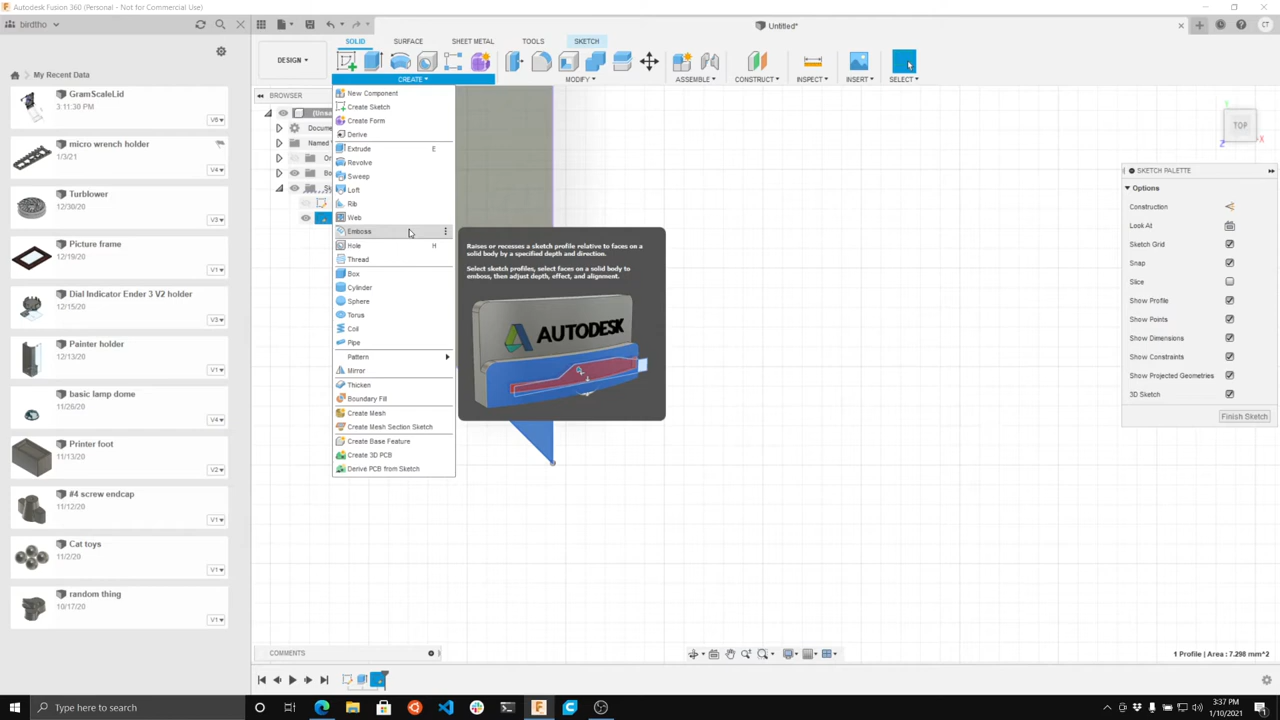 Autodesk Fusion 360 (Not for Commercial Use)
birdtho
Untitled*
CT
My Recent Data
GramScaleLid
3:11:30 PM
V6
micro wrench holder
1/3/21
V4
Turblower
12/30/20
V3
Picture frame
12/19/20
V1
Dial Indicator Ender 3 V2 holder
12/15/20
V3
Painter holder
12/13/20
V1
basic lamp dome
11/26/20
V4
Printer foot
11/13/20
V2
#4 screw endcap
11/12/20
V1
Cat toys
11/2/20
V1
random thing
10/17/20
V1
DESIGN
SOLID
SURFACE
SHEET METAL
TOOLS
SKETCH
CREATE
MODIFY
ASSEMBLE
CONSTRUCT
INSPECT
INSERT
SELECT
BROWSER
(Unsa
Docume
Named V
Or
Bo
Sk
New Component
Create Sketch
Create Form
Derive
Extrude E
Revolve
Sweep
Loft
Rib
Web
Emboss
Hole H
Thread
Box
Cylinder
Sphere
Torus
Coil
Pipe
Pattern
Mirror
Thicken
Boundary Fill
Create Mesh
Create Mesh Section Sketch
Create Base Feature
Create 3D PCB
Derive PCB from Sketch
Raises or recesses a sketch profile relative to faces on a
solid body by a specified depth and direction.
Select sketch profiles, select faces on a solid body to
emboss, then adjust depth, effect, and alignment.
AUTODESK
TOP
Y
Z
X
SKETCH PALETTE
Options
Construction
Look At
Sketch Grid
Snap
Slice
Show Profile
Show Points
Show Dimensions
Show Constraints
Show Projected Geometries
3D Sketch
Finish Sketch
COMMENTS
1 Profile | Area : 7.298 mm^2
Type here to search
3:37 PM
1/10/2021